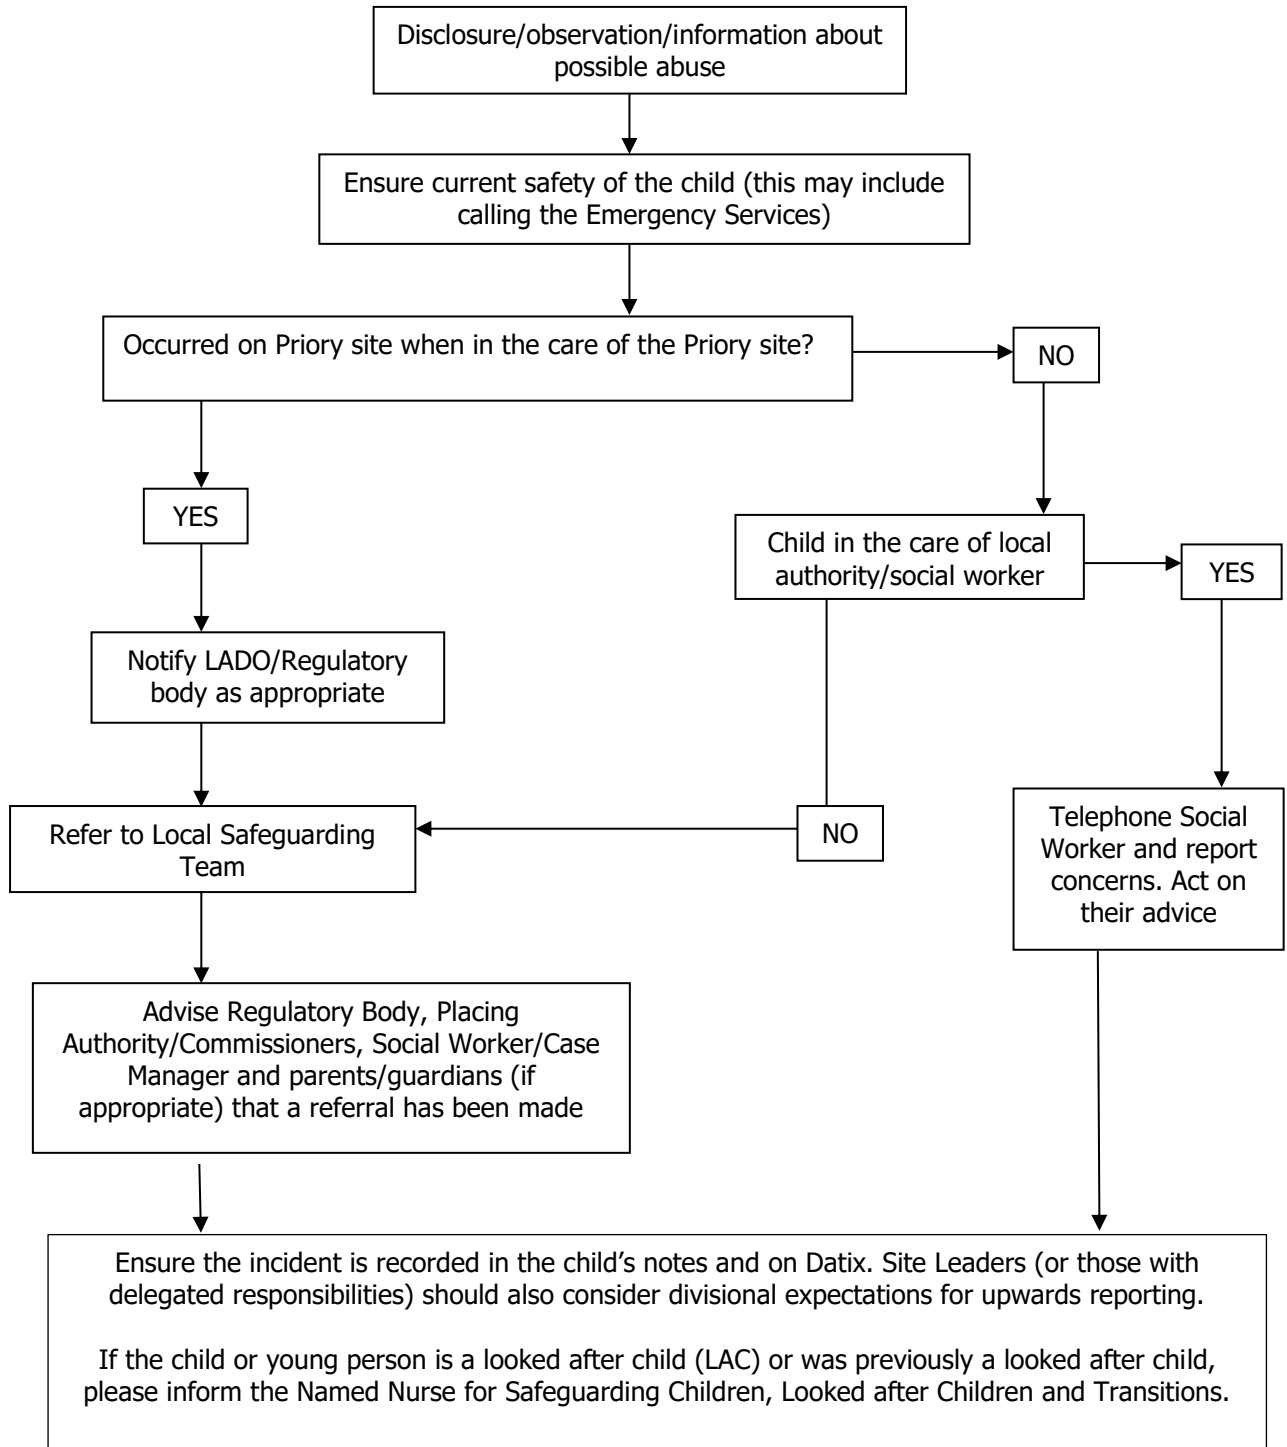 Disclosure/observation/information about
possible abuse
Ensure current safety of the child (this may include
calling the Emergency Services)
Occurred on Priory site when in the care of the Priory site?
NO
YES
Child in the care of local
authority/social worker
YES
Notify LADO/Regulatory
body as appropriate
Refer to Local Safeguarding
Team
NO
Telephone Social
Worker and report
concerns. Act on
their advice
Advise Regulatory Body, Placing
Authority/Commissioners, Social Worker/Case
Manager and parents/guardians (if
appropriate) that a referral has been made
Ensure the incident is recorded in the child’s notes and on Datix. Site Leaders (or those with
delegated responsibilities) should also consider divisional expectations for upwards reporting.
If the child or young person is a looked after child (LAC) or was previously a looked after child,
please inform the Named Nurse for Safeguarding Children, Looked after Children and Transitions.